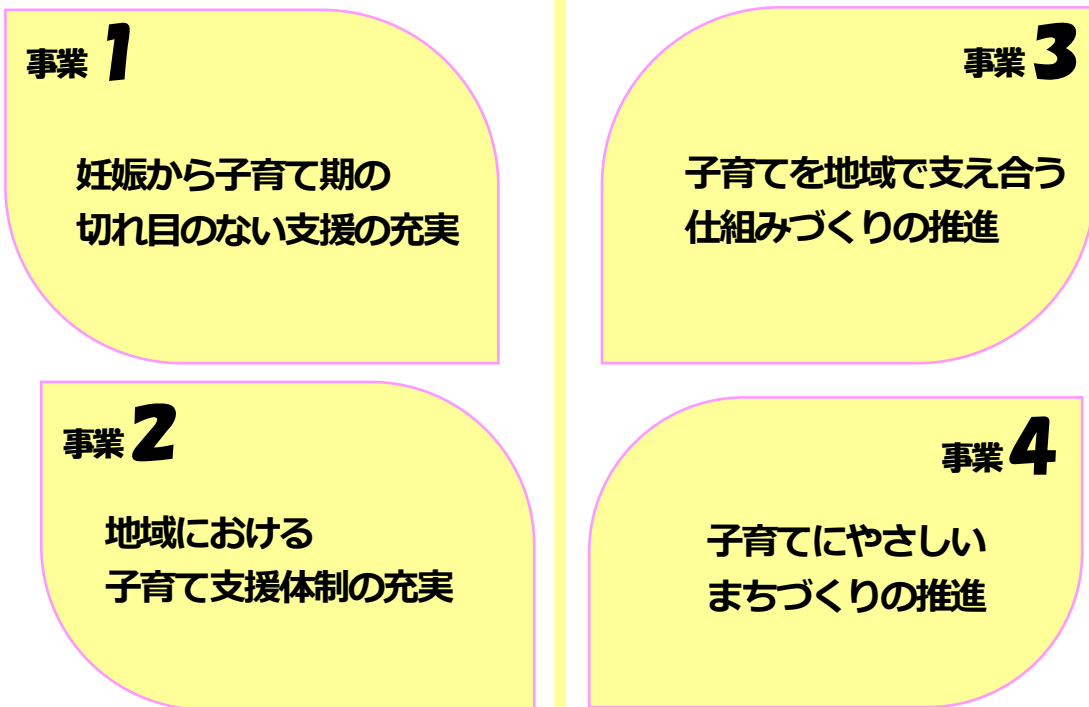 事業 1
妊娠から子育て期の
切れ目のない支援の充実
事業 2
地域における
子育て支援体制の充実
事業 3
子育てを地域で支え合う
仕組みづくりの推進
事業 4
子育てにやさしい
まちづくりの推進